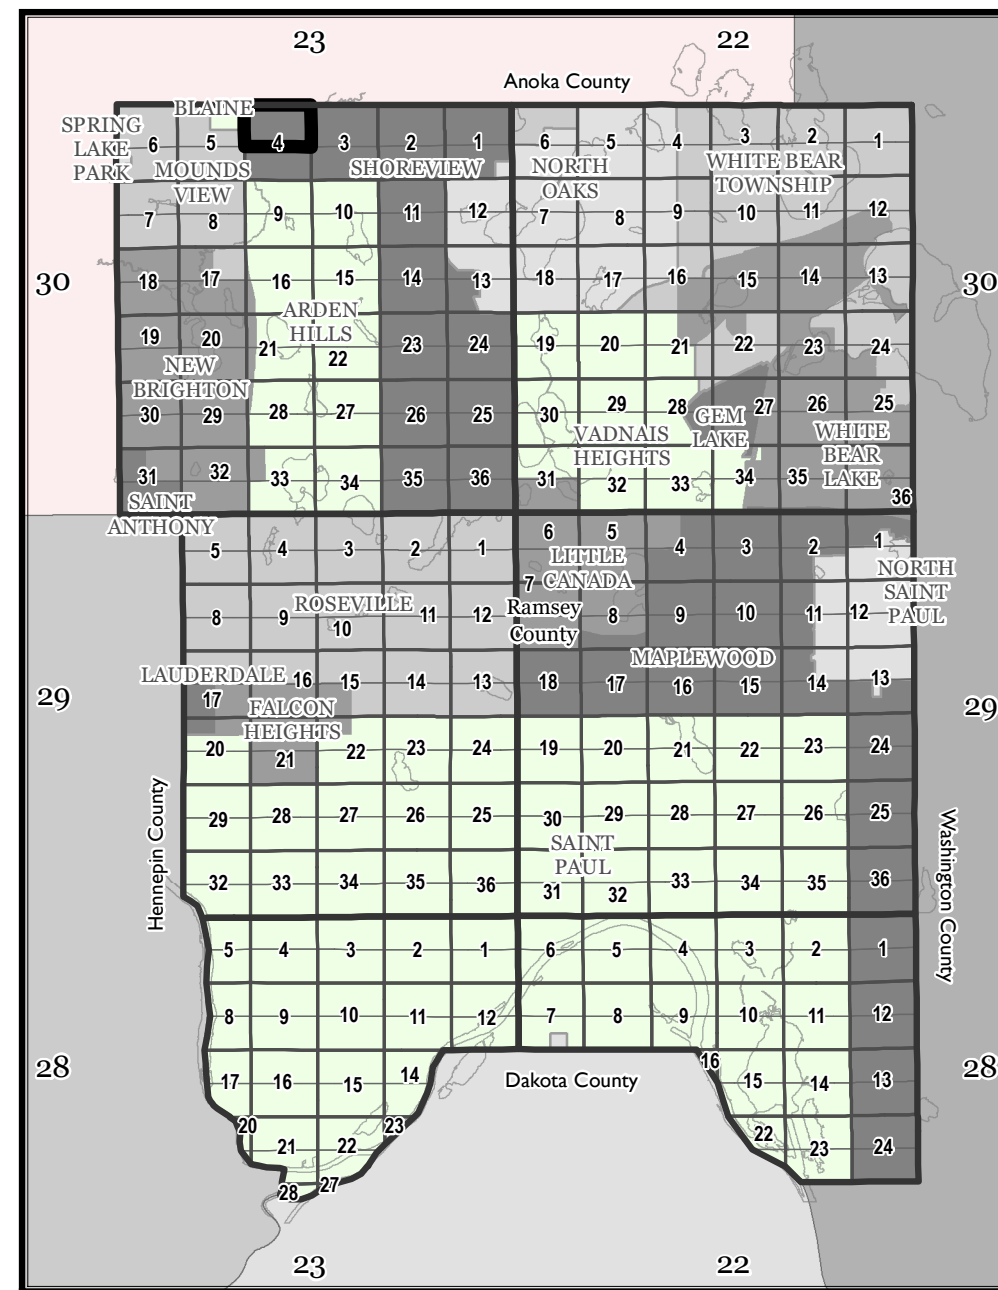 23 22
Anoka County
BLAINE
SPRING
LAKE
PARK
6 5 4 3 2 1 6 5 4 3 2 1
MOUNDS
VIEW
SHOREVIEW
NORTH
OAKS
WHITE BEAR
TOWNSHIP
7 8 9 10 11 12 7 8 9 10 11 12
30 18 17 16 15 14 13 18 17 16 15 14 13 30
ARDEN
HILLS
19 20 21 22 23 24 19 20 21 22 23 24
NEW
BRIGHTON
30 29 28 27 26 25 30 29 28 27 26 25
VADNAIS
HEIGHTS
GEM
LAKE
WHITE
BEAR
LAKE
31 32 33 34 35 36 31 32 33 34 35 36
SAINT
ANTHONY
5 4 3 2 1 6 5 4 3 2 1
LITTLE
CANADA
NORTH
SAINT
PAUL
8 9 10 11 12 7 8 9 10 11 12
ROSEVILLE
Ramsey
County
MAPLEWOOD
LAUDERDALE
29 17 16 15 14 13 18 17 16 15 14 13 29
FALCON
HEIGHTS
20 21 22 23 24 19 20 21 22 23 24
29 28 27 26 25 30 29 28 27 26 25
SAINT
PAUL
32 33 34 35 36 31 32 33 34 35 36
Hennepin County
Washington County
5 4 3 2 1 6 5 4 3 2 1
8 9 10 11 12 7 8 9 10 11 12
28 17 16 15 14 16 15 14 13 28
Dakota County
20 21 22 23 22 23 24
28 27
23 22